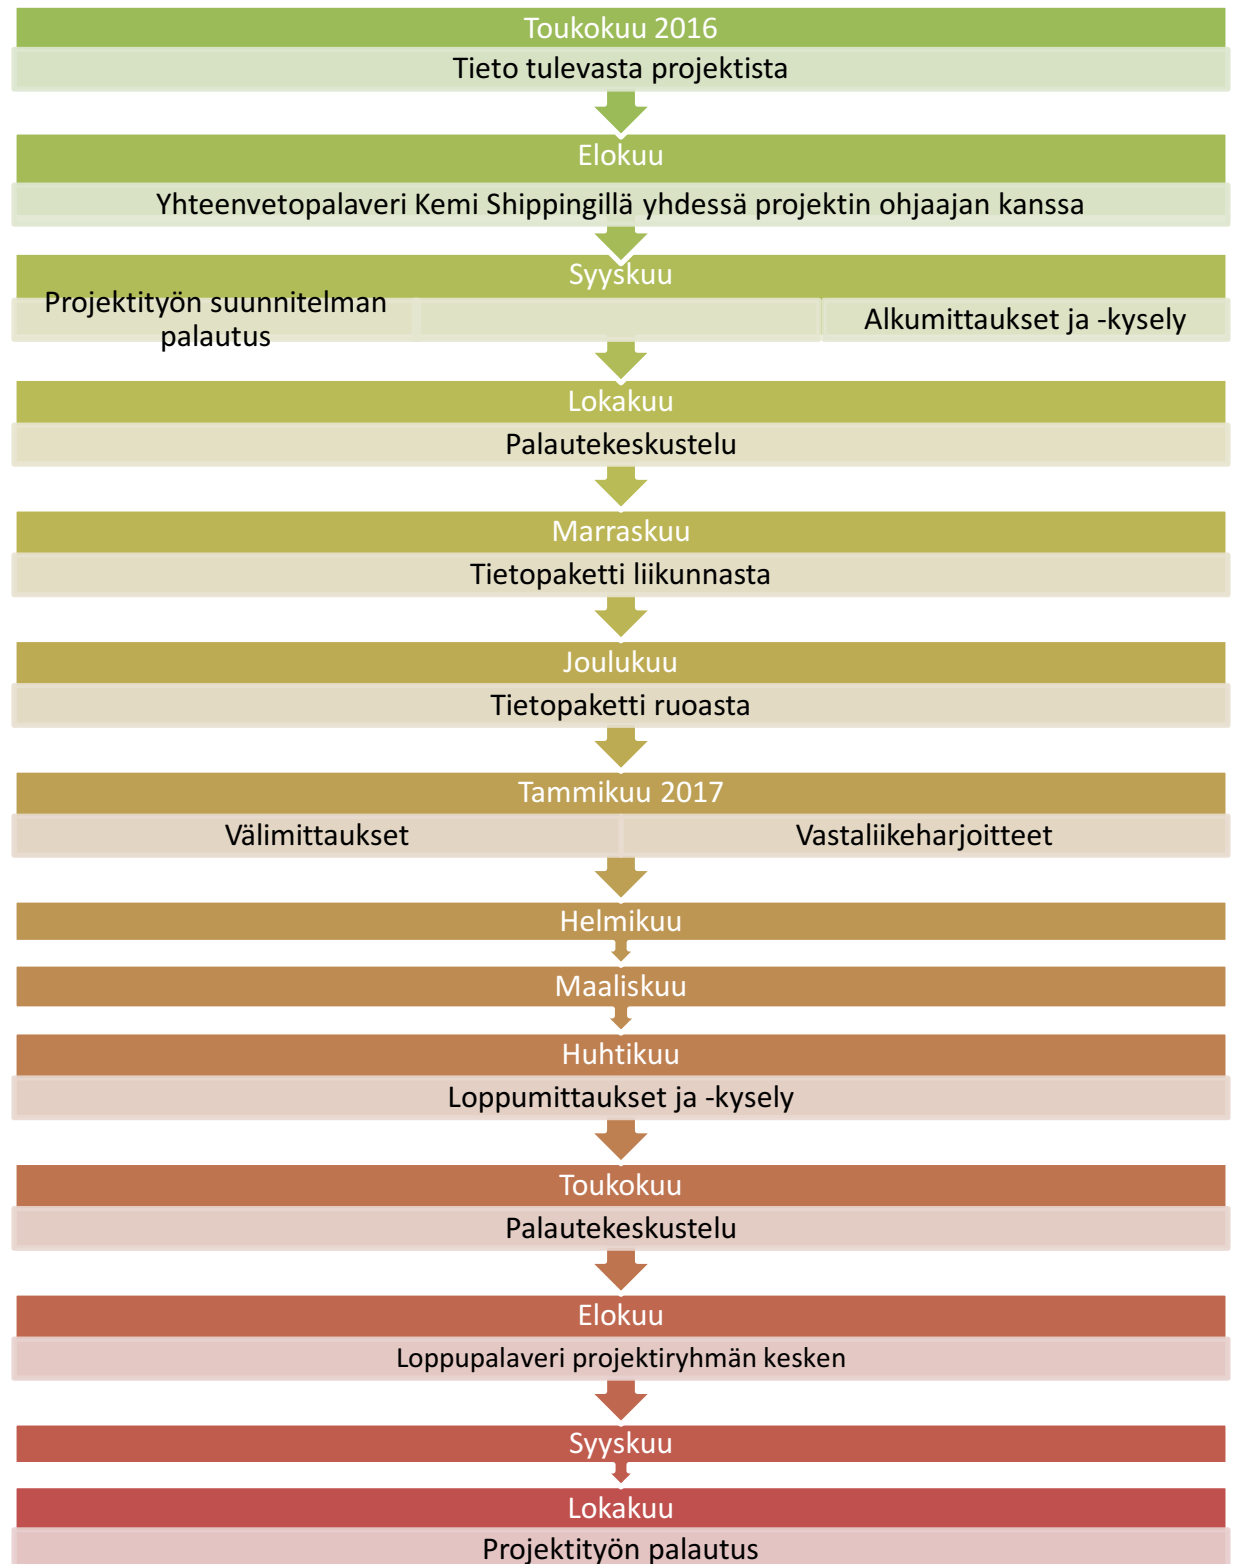 Toukokuu 2016
Tieto tulevasta projektista
Elokuu
Yhteenvetopalaveri Kemi Shippingillä yhdessä projektin ohjaajan kanssa
Syyskuu
Projektityön suunnitelman
palautus
Alkumittaukset ja -kysely
Lokakuu
Palautekeskustelu
Marraskuu
Tietopaketti liikunnasta
Joulukuu
Tietopaketti ruoasta
Tammikuu 2017
Välimittaukset
Vastaliikeharjoitteet
Helmikuu
Maaliskuu
Huhtikuu
Loppumittaukset ja -kysely
Toukokuu
Palautekeskustelu
Elokuu
Loppupalaveri projektiryhmän kesken
Syyskuu
Lokakuu
Projektityön palautus